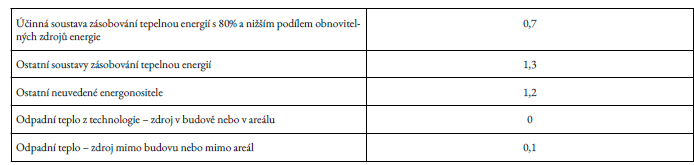 Účinná soustava zásobování tepelnou energií s 80% a nižším podílem obnovitel-
ných zdrojů energie
0,7
Ostatní soustavy zásobování tepelnou energií
1,3
Ostatní neuvedené energonositele
1,2
Odpadní teplo z technologie – zdroj v budově nebo v areálu
0
Odpadní teplo – zdroj mimo budovu nebo mimo areál
0,1